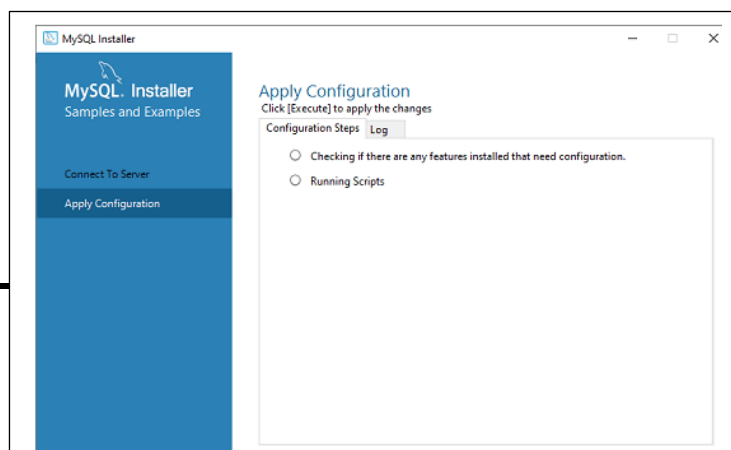 MySQL Installer
MySQL. Installer
Samples and Examples
Connect To Server
Apply Configuration
Apply Configuration
Click [Execute] to apply the changes
Configuration Steps Log
Checking if there are any features installed that need configuration.
Running Scripts